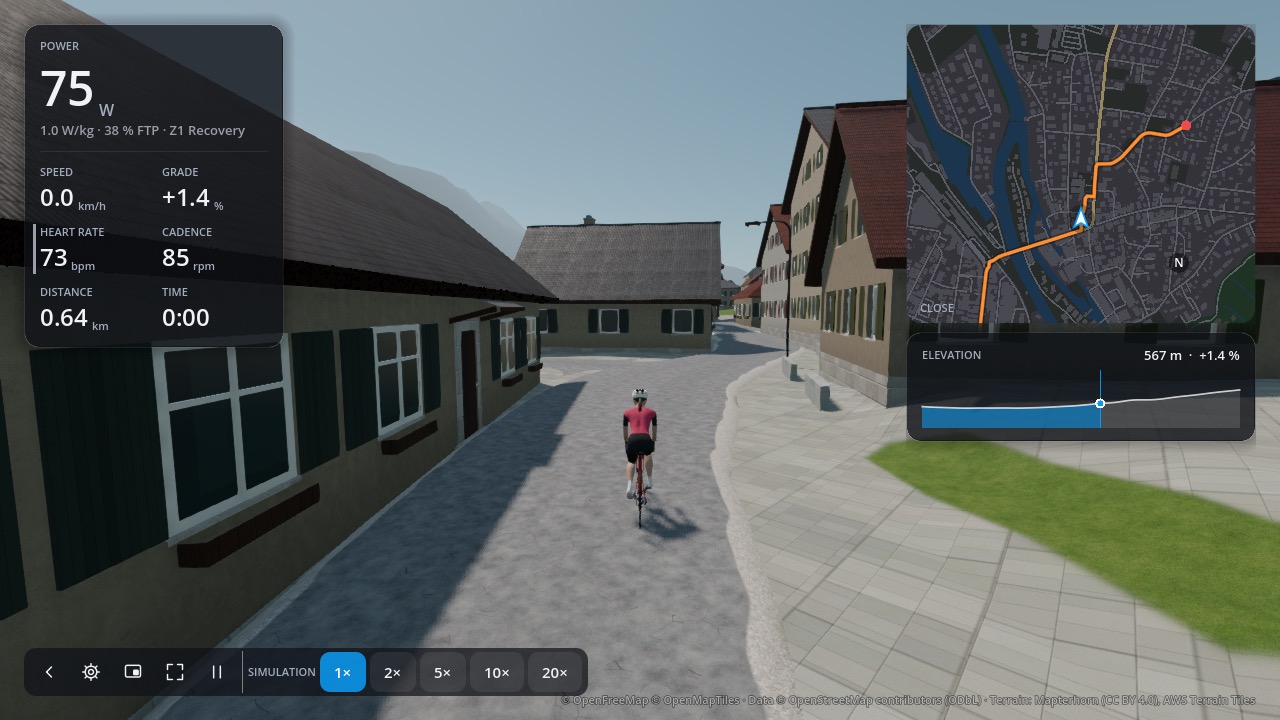 POWER
75 W
1.0 W/kg · 38 % FTP · Z1 Recovery
SPEED
GRADE
0.0 km/h
+1.4 %
HEART RATE
CADENCE
73 bpm
85 rpm
DISTANCE
TIME
0.64 km
0:00
N
CLOSE
ELEVATION
567 m · +1.4 %
SIMULATION
1×
2×
5×
10×
20×
© OpenFreeMap © OpenMapTiles · Data © OpenStreetMap contributors (ODbL) · Terrain: Mapterhorn (CC BY 4.0), AWS Terrain Tiles